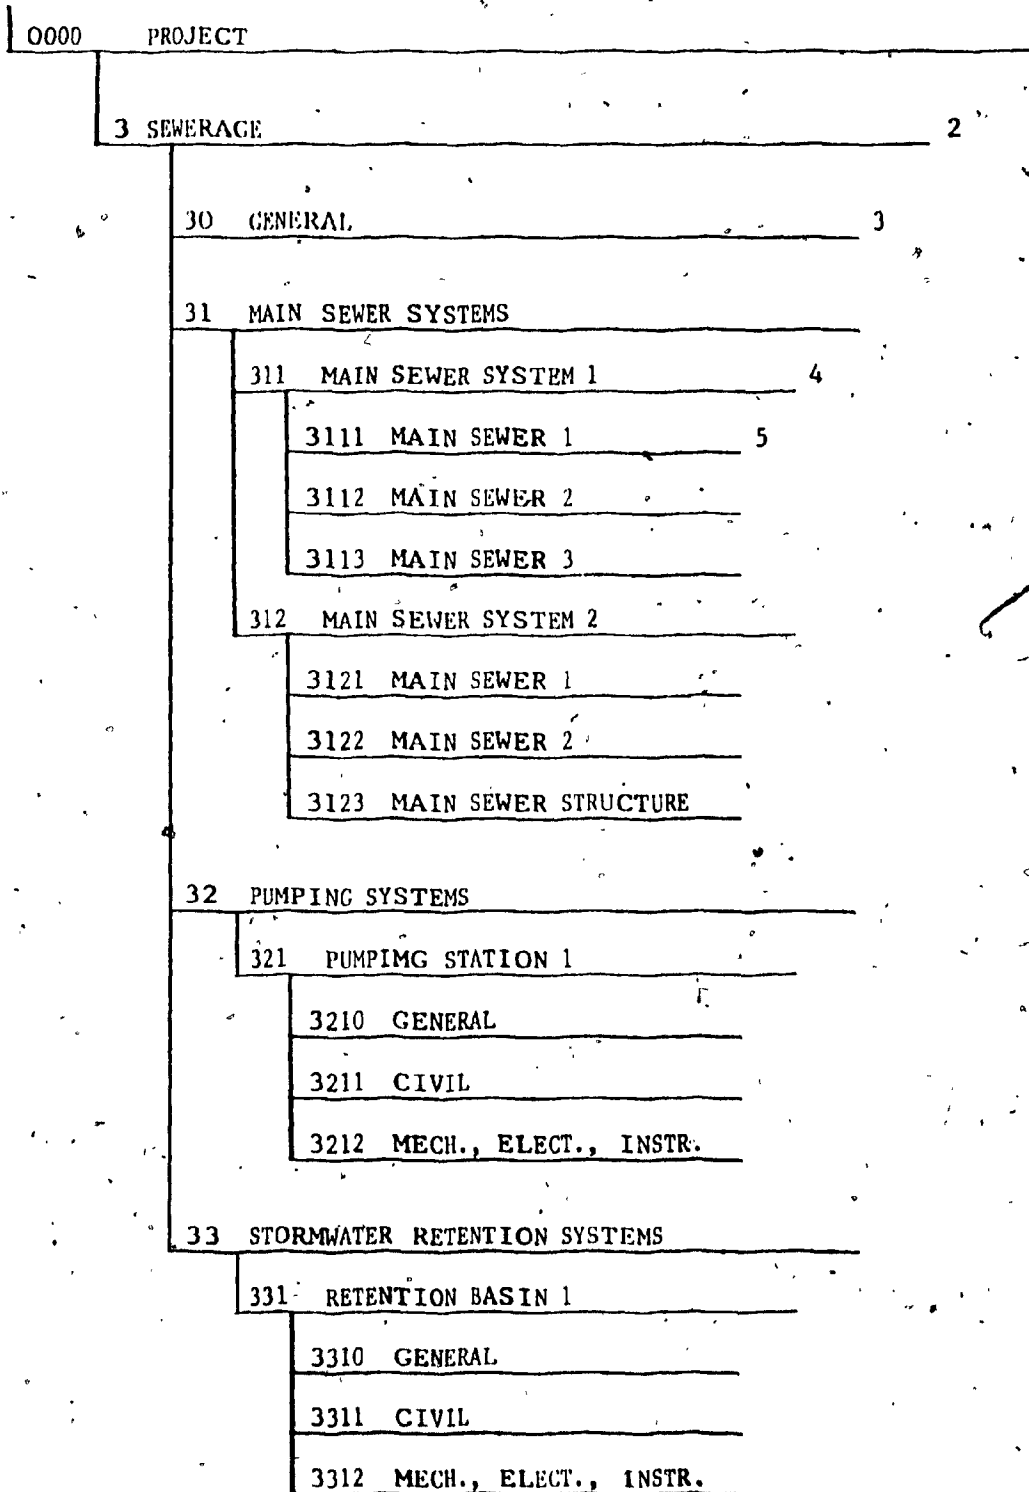 0000 PROJECT
3 SEWERAGE 2
30 GENERAL 3
31 MAIN SEWER SYSTEMS
311 MAIN SEWER SYSTEM 1 4
3111 MAIN SEWER 1 5
3112 MAIN SEWER 2
3113 MAIN SEWER 3
312 MAIN SEWER SYSTEM 2
3121 MAIN SEWER 1
3122 MAIN SEWER 2
3123 MAIN SEWER STRUCTURE
32 PUMPING SYSTEMS
321 PUMPIMG STATION 1
3210 GENERAL
3211 CIVIL
3212 MECH., ELECT., INSTR.
33 STORMWATER RETENTION SYSTEMS
331 RETENTION BASIN 1
3310 GENERAL
3311 CIVIL
3312 MECH., ELECT., INSTR.